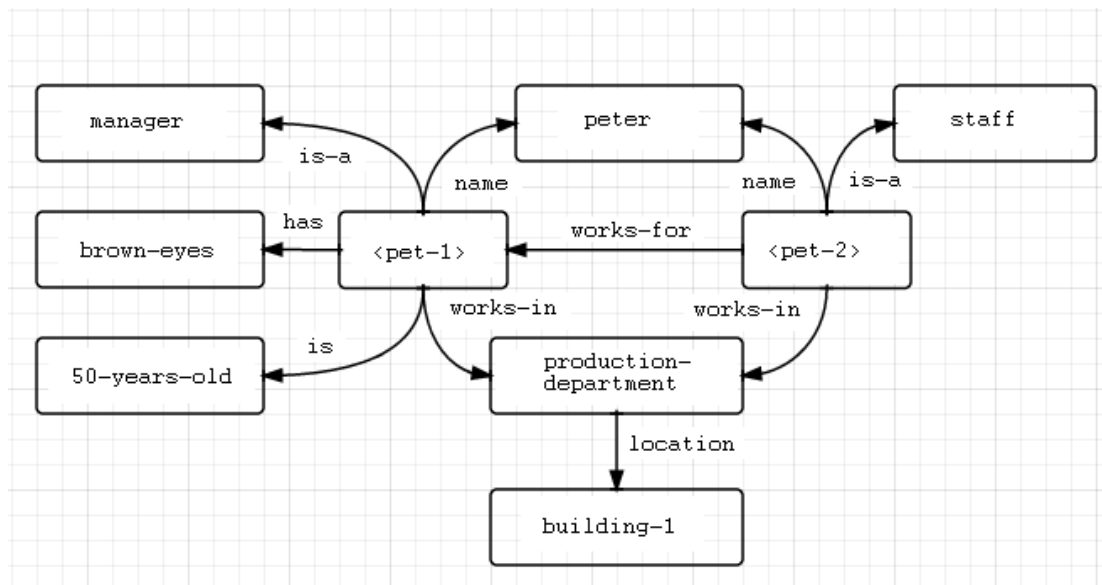 manager
peter
staff
is-a
name
name
is-a
brown-eyes
has
<pet-1>
works-for
<pet-2>
works-in
works-in
50-years-old
is
production-
department
location
building-1